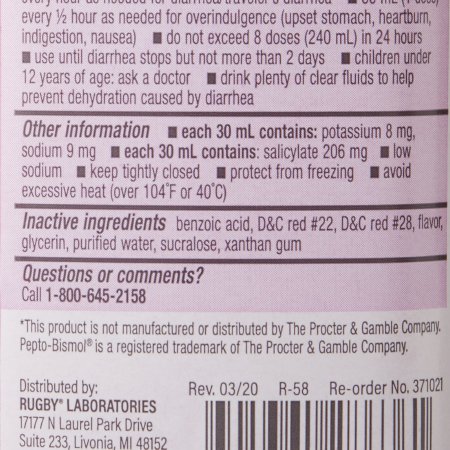 every ½ hour as needed for overindulgence (upset stomach, heartburn,
indigestion, nausea) ■ do not exceed 8 doses (240 mL) in 24 hours
■ use until diarrhea stops but not more than 2 days ■ children under
12 years of age: ask a doctor ■ drink plenty of clear fluids to help
prevent dehydration caused by diarrhea
Other information ■ each 30 mL contains: potassium 8 mg,
sodium 9 mg ■ each 30 mL contains: salicylate 206 mg ■ low
sodium ■ keep tightly closed ■ protect from freezing ■ avoid
excessive heat (over 104°F or 40°C)
Inactive ingredients benzoic acid, D&C red #22, D&C red #28, flavor,
glycerin, purified water, sucralose, xanthan gum
Questions or comments?
Call 1-800-645-2158
*This product is not manufactured or distributed by The Procter & Gamble Company.
Pepto-Bismol® is a registered trademark of The Procter & Gamble Company.
Distributed by:
RUGBY® LABORATORIES
17177 N Laurel Park Drive
Suite 233, Livonia, MI 48152
Rev. 03/20 R-58 Re-order No. 371021